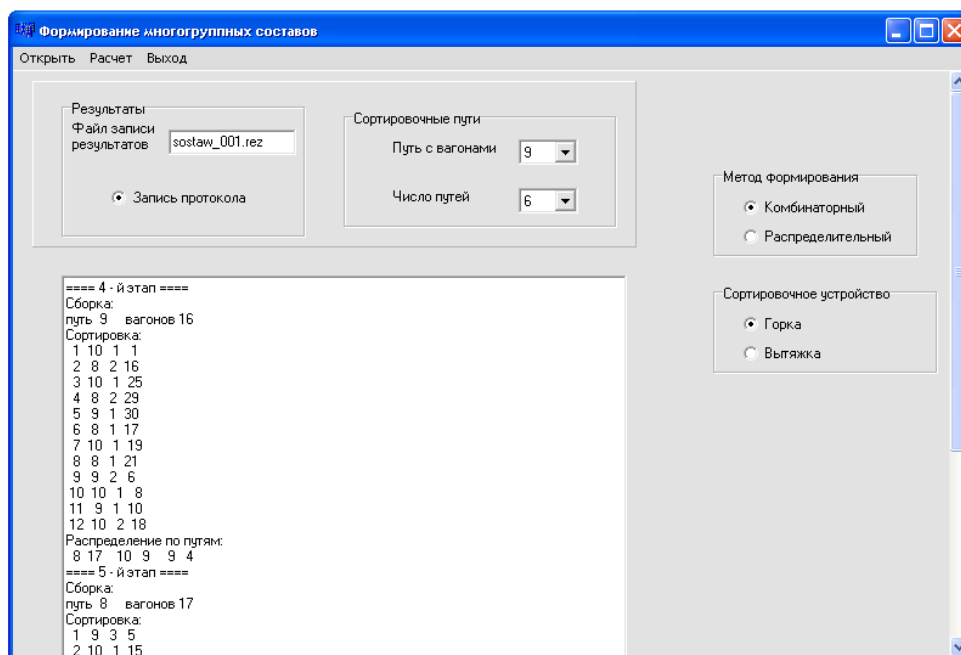 Формирование многогруппных составов
Открыть Расчет Выход
Результаты
Файл записи
результатов sostaw_001.rez
Запись протокола
Сортировочные пути
Путь с вагонами 9
Число путей 6
Метод формирования
Комбинаторный
Распределительный
Сортировочное устройство
Горка
Вытяжка
==== 4 - й этап ====
Сборка:
путь 9 вагонов 16
Сортировка:
1 10 1 1
2 8 2 16
3 10 1 25
4 8 2 29
5 9 1 30
6 8 1 17
7 10 1 19
8 8 1 21
9 9 2 6
10 10 1 8
11 9 1 10
12 10 2 18
Распределение по путям:
8 17 10 9 9 4
==== 5 - й этап ====
Сборка:
путь 8 вагонов 17
Сортировка:
1 9 3 5
2 10 1 15